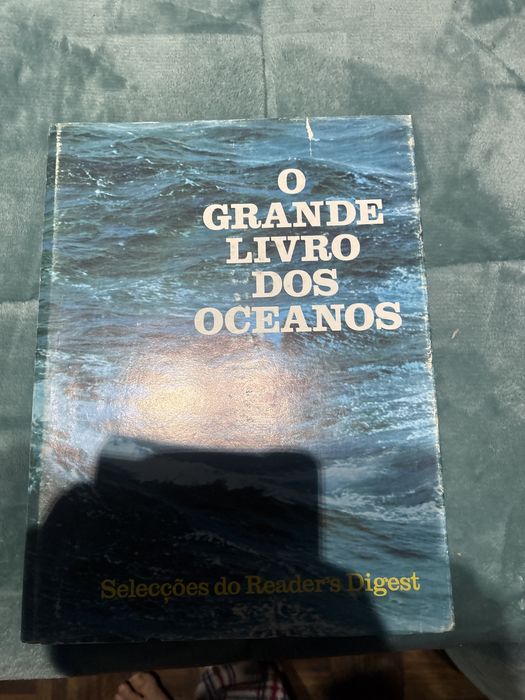 O
GRANDE
LIVRO
DOS
OCEANOS
Selecções do Reader's Digest